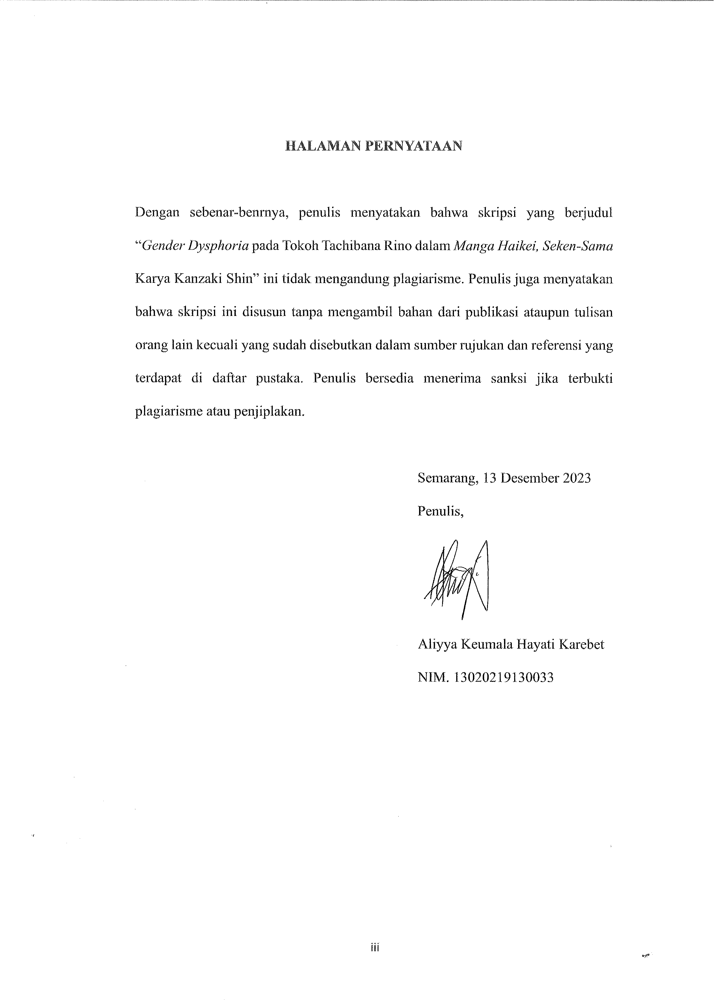 HALAMAN PERNYATAAN
Dengan sebenar-benrnya, penulis menyatakan bahwa skripsi yang berjudul
“Gender Dysphoria pada Tokoh Tachibana Rino dalam Manga Haikei, Seken-Sama
Karya Kanzaki Shin” ini tidak mengandung plagiarisme. Penulis juga menyatakan
bahwa skripsi ini disusun tanpa mengambil bahan dari publikasi ataupun tulisan
orang lain kecuali yang sudah disebutkan dalam sumber rujukan dan referensi yang
terdapat di daftar pustaka. Penulis bersedia menerima sanksi jika terbukti
plagiarisme atau penjiplakan.
Semarang, 13 Desember 2023
Penulis,
Aliyya Keumala Hayati Karebet
NIM. 13020219130033
iii